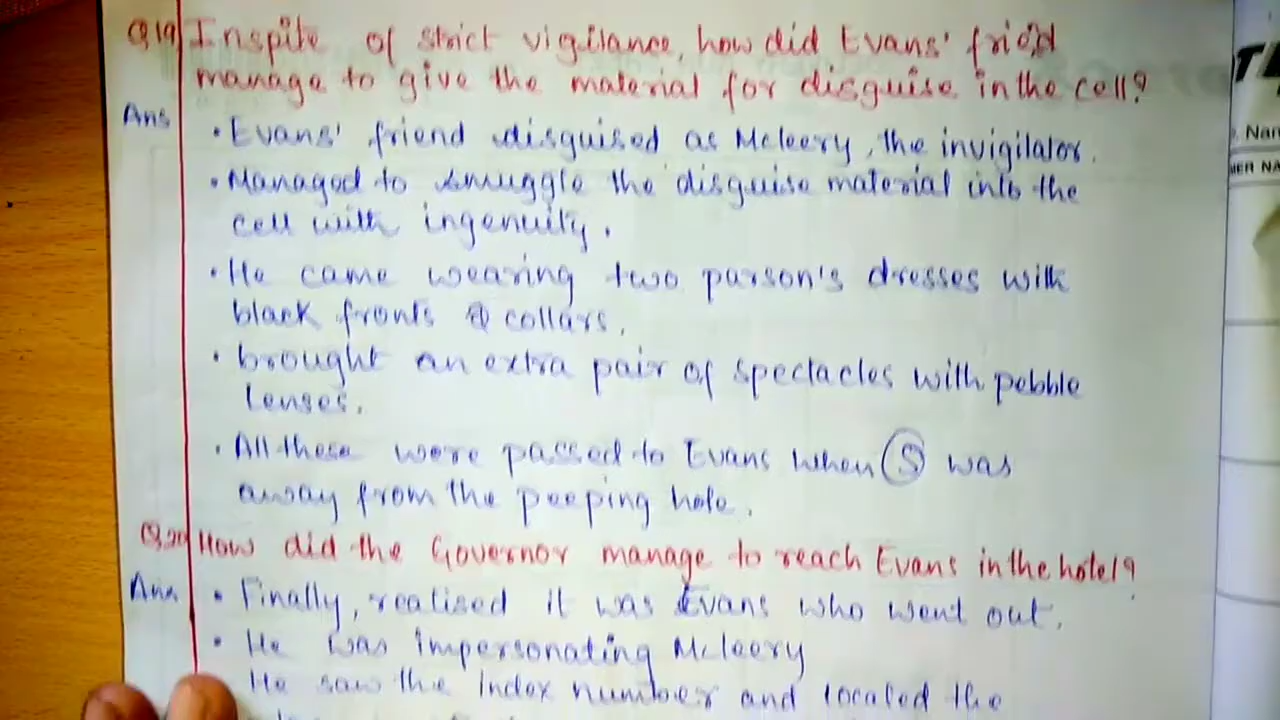 Q19 Inspite of strict vigilance, how did Evans' friend
manage to give the material for disguise in the cell?
Ans
• Evans' friend disguised as Mcleery, the invigilator.
• Managed to smuggle the disguise material into the
cell with ingenuity.
• He came wearing two parson's dresses with
black fronts & collars.
• brought an extra pair of spectacles with pebble
lenses.
• All these were passed to Evans when (S) was
away from the peeping hole.
Q20 How did the Governor manage to reach Evans in the hotel?
Ans • Finally, realised it was Evans who went out.
• He was impersonating Mcleery
He saw the index number and located the